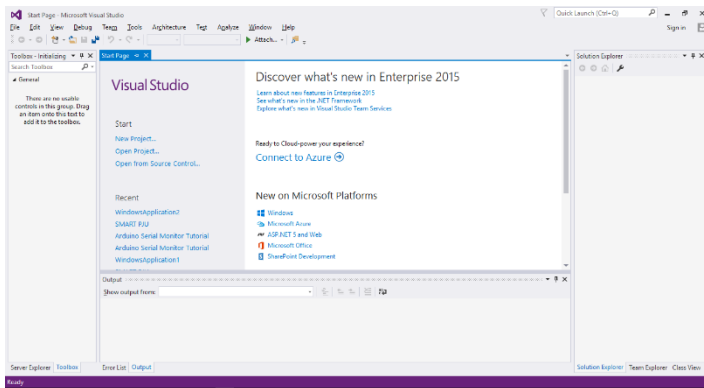 Start Page - Microsoft Visual Studio
Quick Launch (Ctrl+Q)
File Edit View Debug Team Tools Architecture Test Analyze Window Help
Sign in
Attach...
Toolbox - Initializing
Search Toolbox
General
There are no usable
controls in this group. Drag
an item onto this text to
add it to the toolbox.
Start Page
Visual Studio
Start
New Project...
Open Project...
Open from Source Control...
Recent
WindowsApplication2
SMART PJU
Arduino Serial Monitor Tutorial
Arduino Serial Monitor Tutorial
WindowsApplication1
Discover what's new in Enterprise 2015
Learn about new features in Enterprise 2015
See what's new in the .NET Framework
Explore what's new in Visual Studio Team Services
Ready to Cloud-power your experience?
Connect to Azure
New on Microsoft Platforms
Windows
Microsoft Azure
ASP.NET 5 and Web
Microsoft Office
SharePoint Development
Solution Explorer
Output
Show output from:
Server Explorer Toolbox
Error List Output
Solution Explorer Team Explorer Class View
Ready